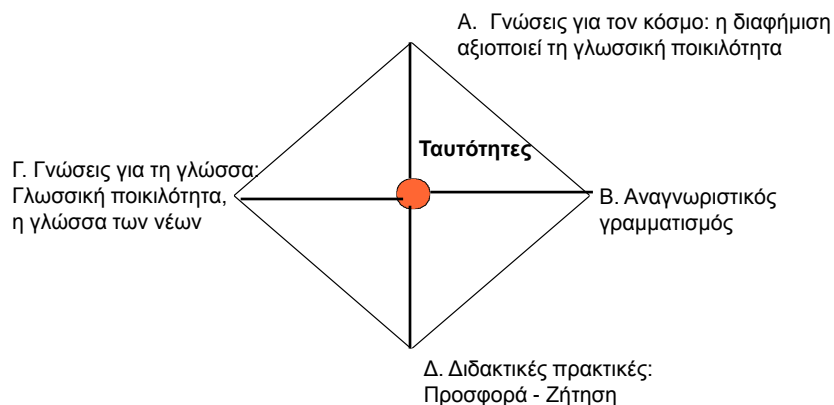 Α. Γνώσεις για τον κόσμο: η διαφήμιση
αξιοποιεί τη γλωσσική ποικιλότητα
Ταυτότητες
Γ. Γνώσεις για τη γλώσσα:
Γλωσσική ποικιλότητα,
η γλώσσα των νέων
Β. Αναγνωριστικός
γραμματισμός
Δ. Διδακτικές πρακτικές:
Προσφορά - Ζήτηση